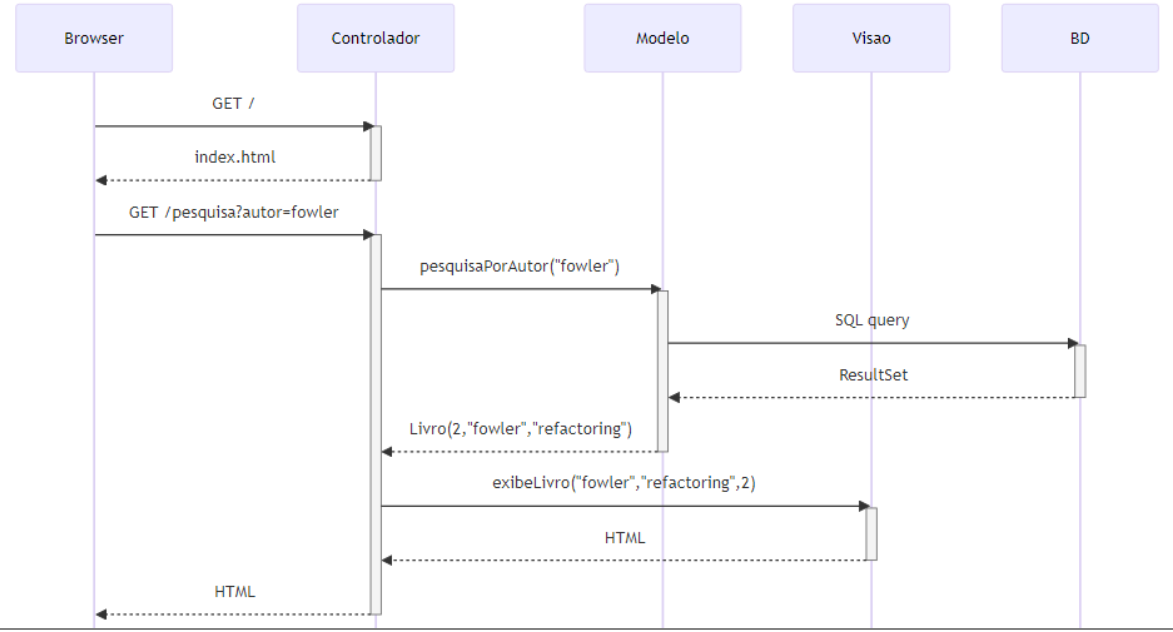 Browser
Controlador
Modelo
Visao
BD
GET /
index.html
GET /pesquisa?autor=fowler
pesquisaPorAutor("fowler")
SQL query
ResultSet
Livro(2,"fowler","refactoring")
exibeLivro("fowler","refactoring",2)
HTML
HTML